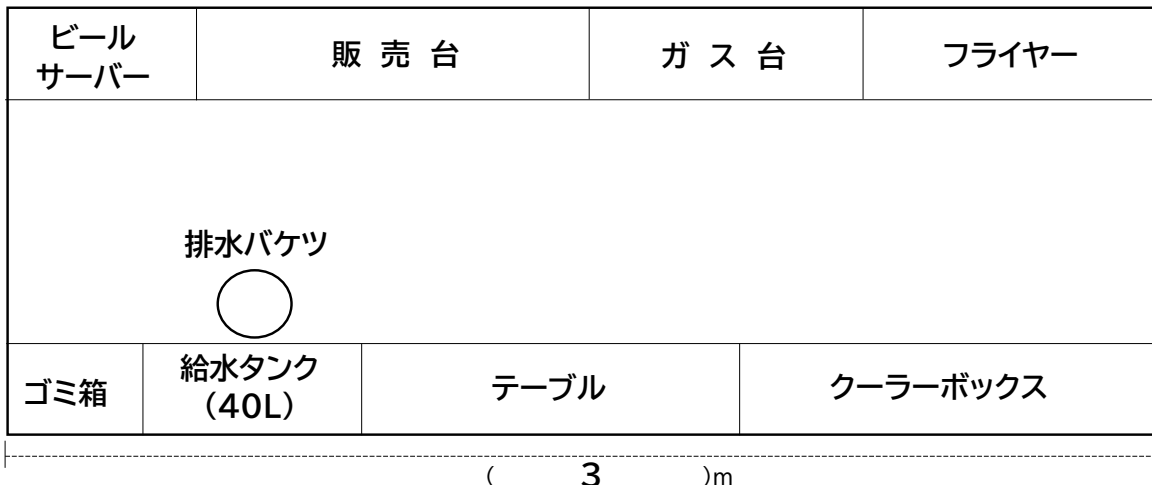 ビール
サーバー
販 売 台
ガ ス 台
フライヤー
排水バケツ
ゴミ箱
給水タンク
(40L)
テーブル
クーラーボックス
( 3 )m